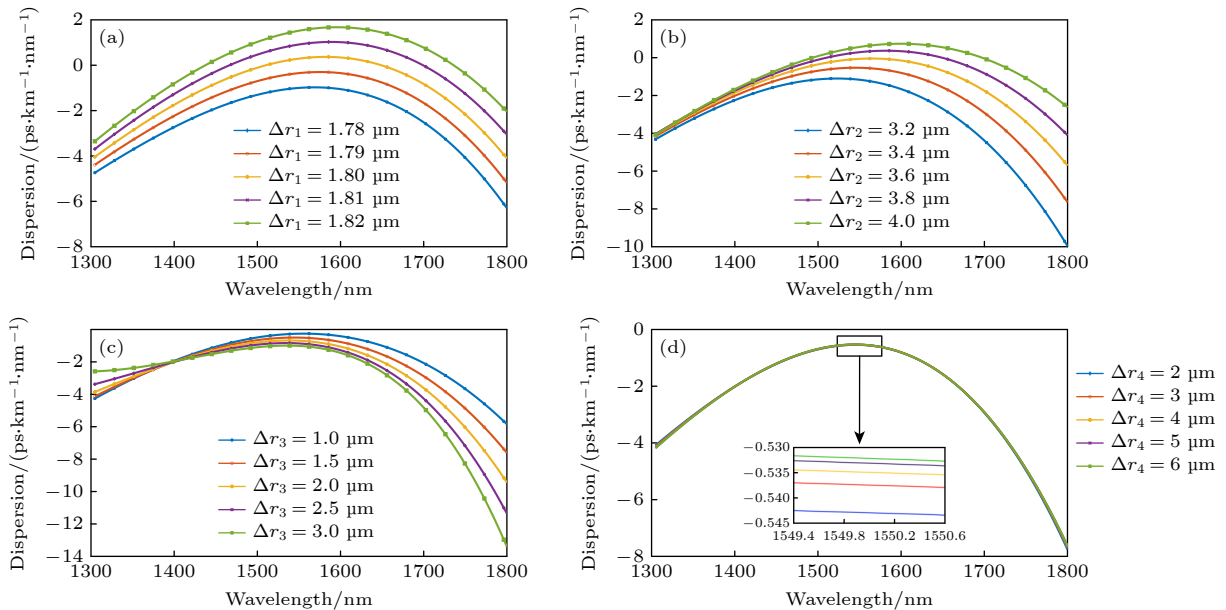 (a)
Dispersion/(ps·km⁻¹·nm⁻¹)
2
0
−2
−4
−6
−8
Δr₁ = 1.78 µm
Δr₁ = 1.79 µm
Δr₁ = 1.80 µm
Δr₁ = 1.81 µm
Δr₁ = 1.82 µm
1300 1400 1500 1600 1700 1800
Wavelength/nm
(b)
Dispersion/(ps·km⁻¹·nm⁻¹)
2
0
−2
−4
−6
−8
−10
Δr₂ = 3.2 µm
Δr₂ = 3.4 µm
Δr₂ = 3.6 µm
Δr₂ = 3.8 µm
Δr₂ = 4.0 µm
1300 1400 1500 1600 1700 1800
Wavelength/nm
(c)
Dispersion/(ps·km⁻¹·nm⁻¹)
−2
−4
−6
−8
−10
−12
−14
Δr₃ = 1.0 µm
Δr₃ = 1.5 µm
Δr₃ = 2.0 µm
Δr₃ = 2.5 µm
Δr₃ = 3.0 µm
1300 1400 1500 1600 1700 1800
Wavelength/nm
(d)
Dispersion/(ps·km⁻¹·nm⁻¹)
0
−2
−4
−6
−8
−0.530
−0.535
−0.540
−0.545
1549.4 1549.8 1550.2 1550.6
1300 1400 1500 1600 1700 1800
Wavelength/nm
Δr₄ = 2 µm
Δr₄ = 3 µm
Δr₄ = 4 µm
Δr₄ = 5 µm
Δr₄ = 6 µm